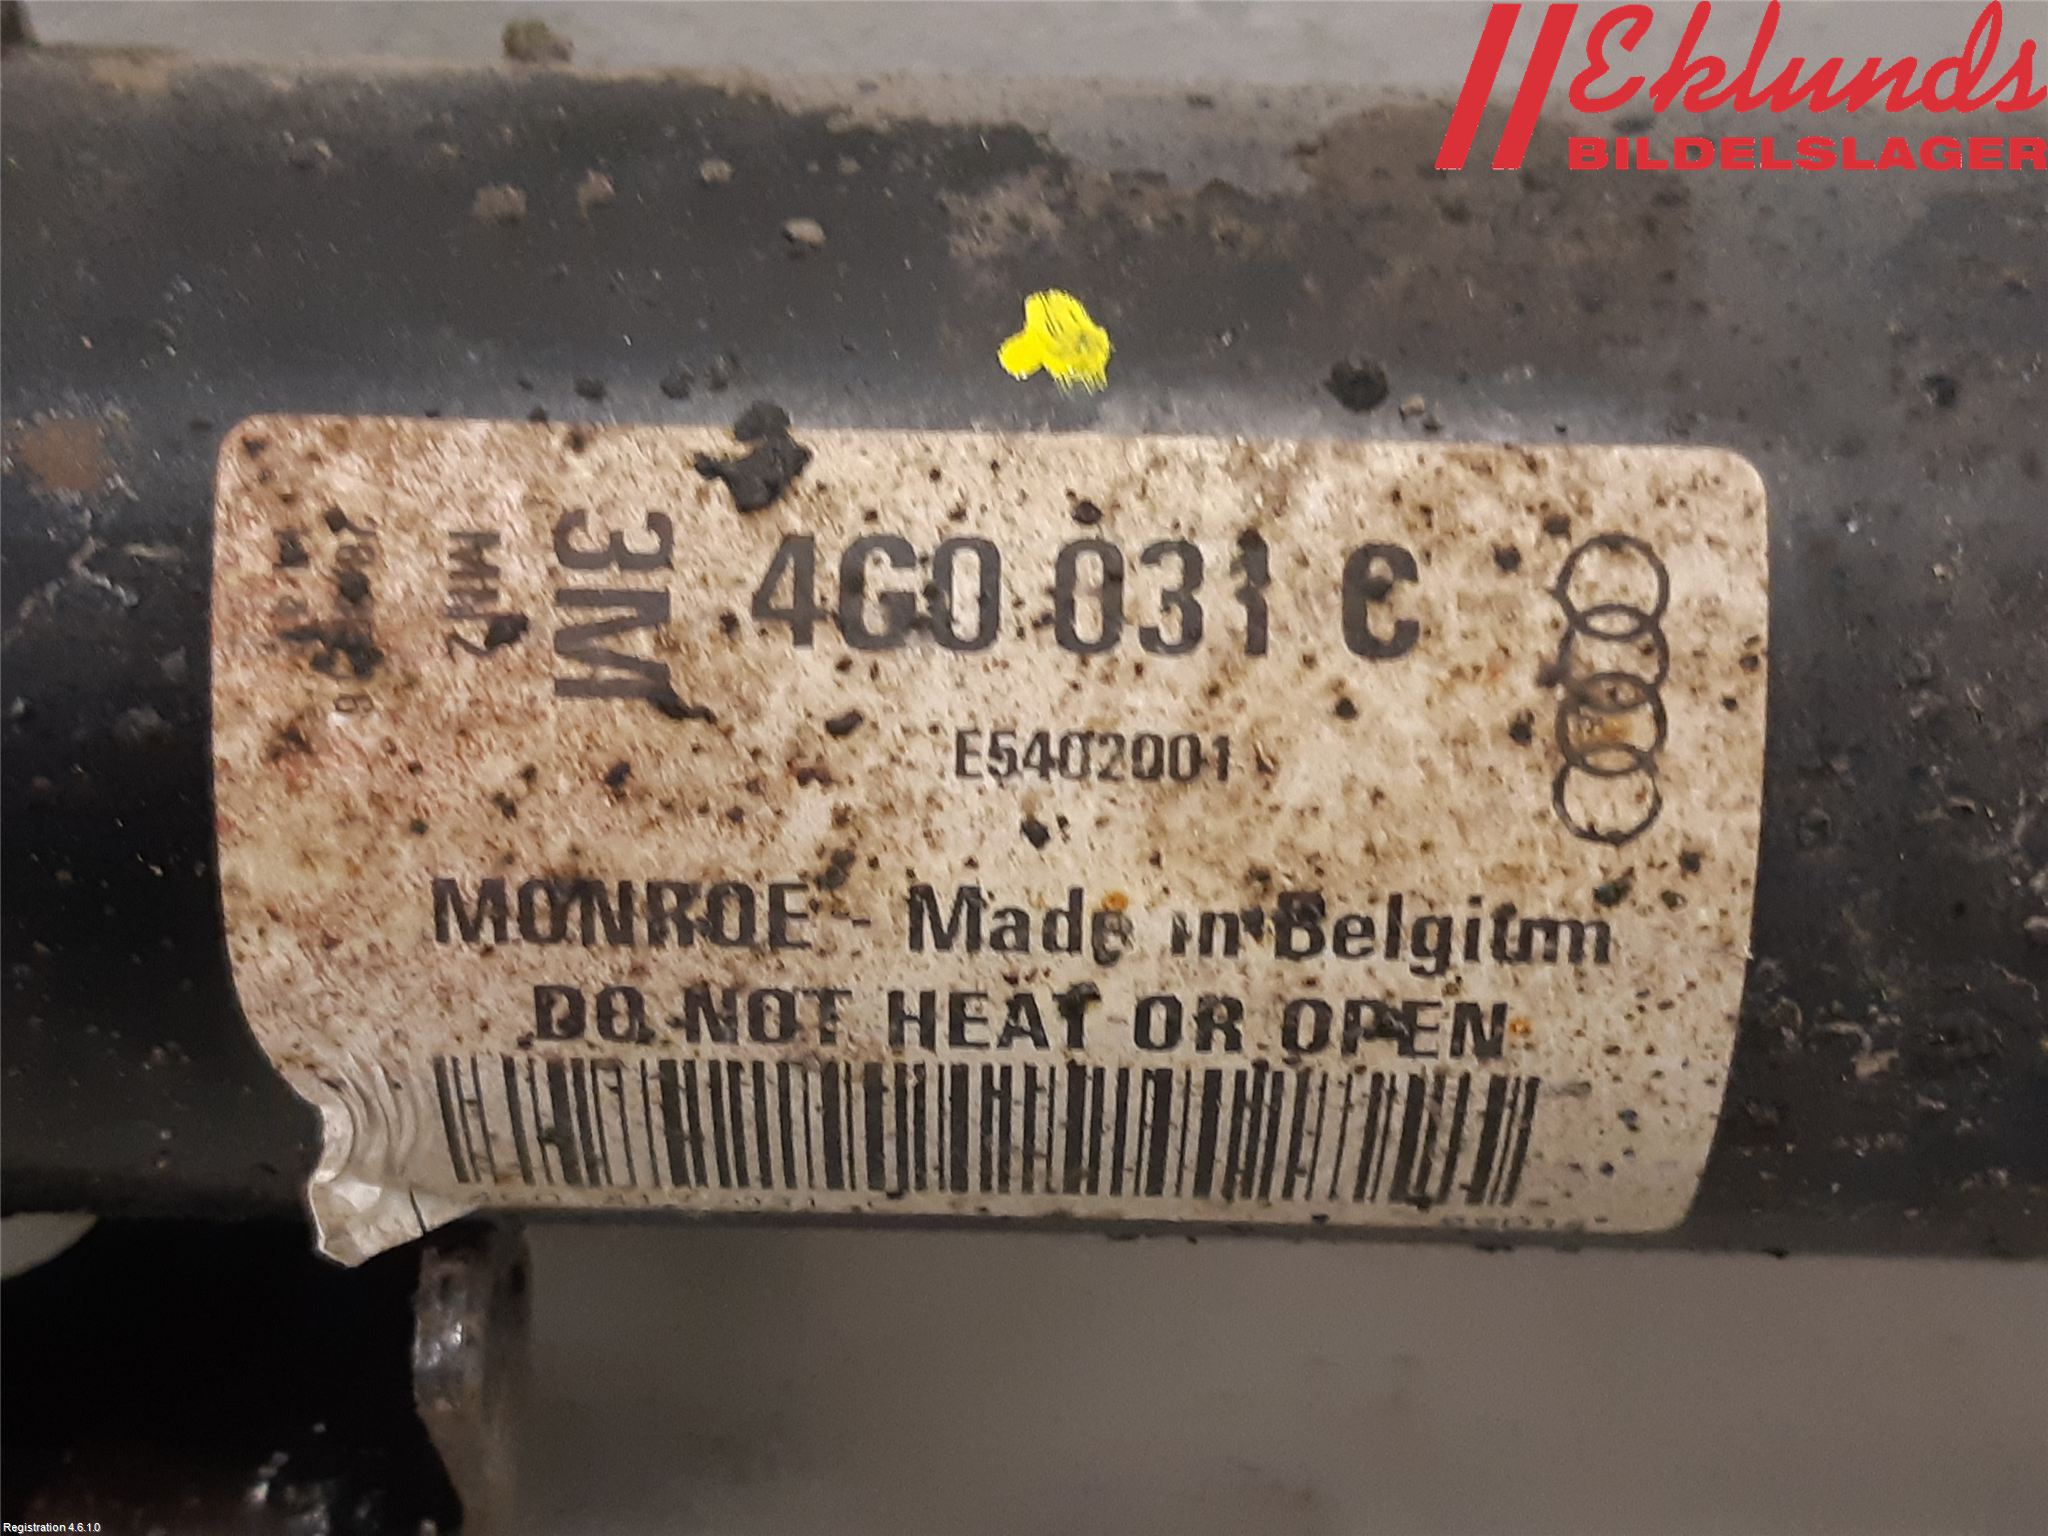 Eklunds
BILDELSLAGER
3M
4G0 031 C
E5402001
MONROE - Made in Belgium
DO NOT HEAT OR OPEN
Registration 4.6.1.0